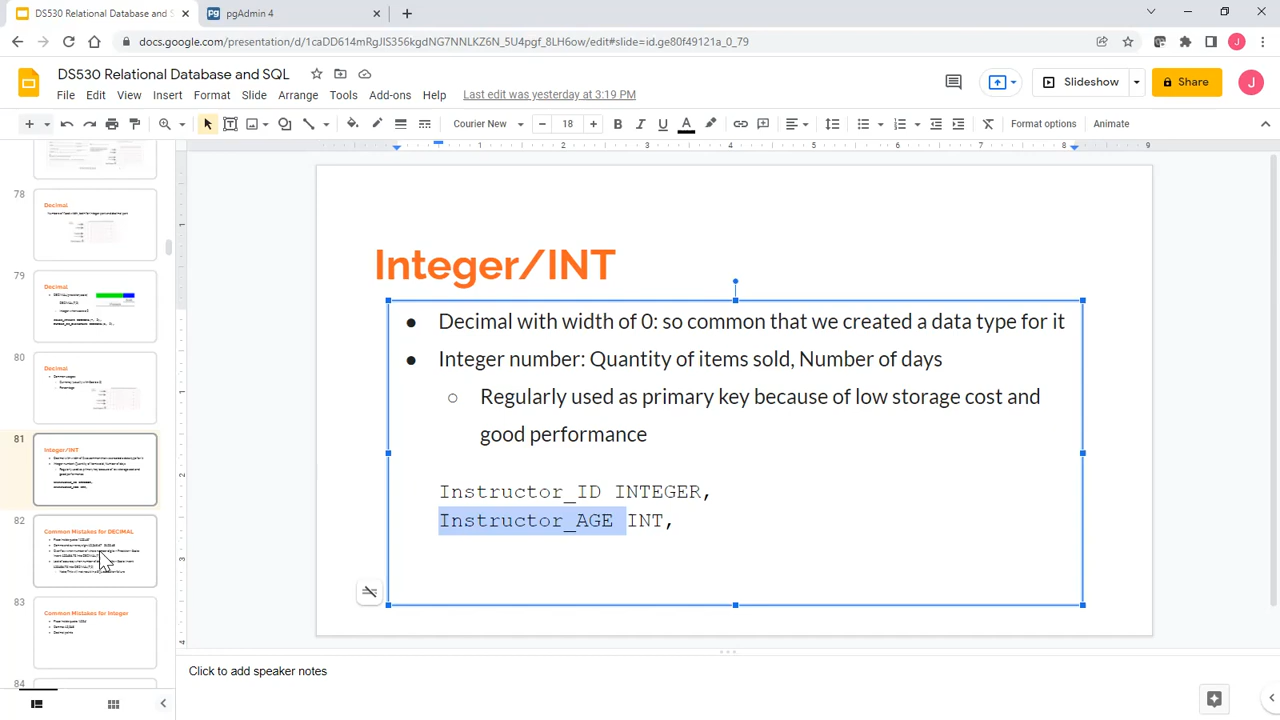 DS530 Relational Database and SQL
pgAdmin 4
docs.google.com/presentation/d/1caDD614mRgJIS356kgdNG7NNLKZ6N_5U4pgf_8LH6ow/edit#slide=id.ge80f49121a_0_79
DS530 Relational Database and SQL
File Edit View Insert Format Slide Arrange Tools Add-ons Help Last edit was yesterday at 3:19 PM
Slideshow
Share
J
Courier New
18
Format options
Animate
78
Decimal
79
Decimal
80
Decimal
81
Integer/INT
82
Common Mistakes for DECIMAL
83
Common Mistakes for Integer
84
Integer/INT
● Decimal with width of 0: so common that we created a data type for it
● Integer number: Quantity of items sold, Number of days
○ Regularly used as primary key because of low storage cost and
good performance
Instructor_ID INTEGER,
Instructor_AGE INT,
Click to add speaker notes